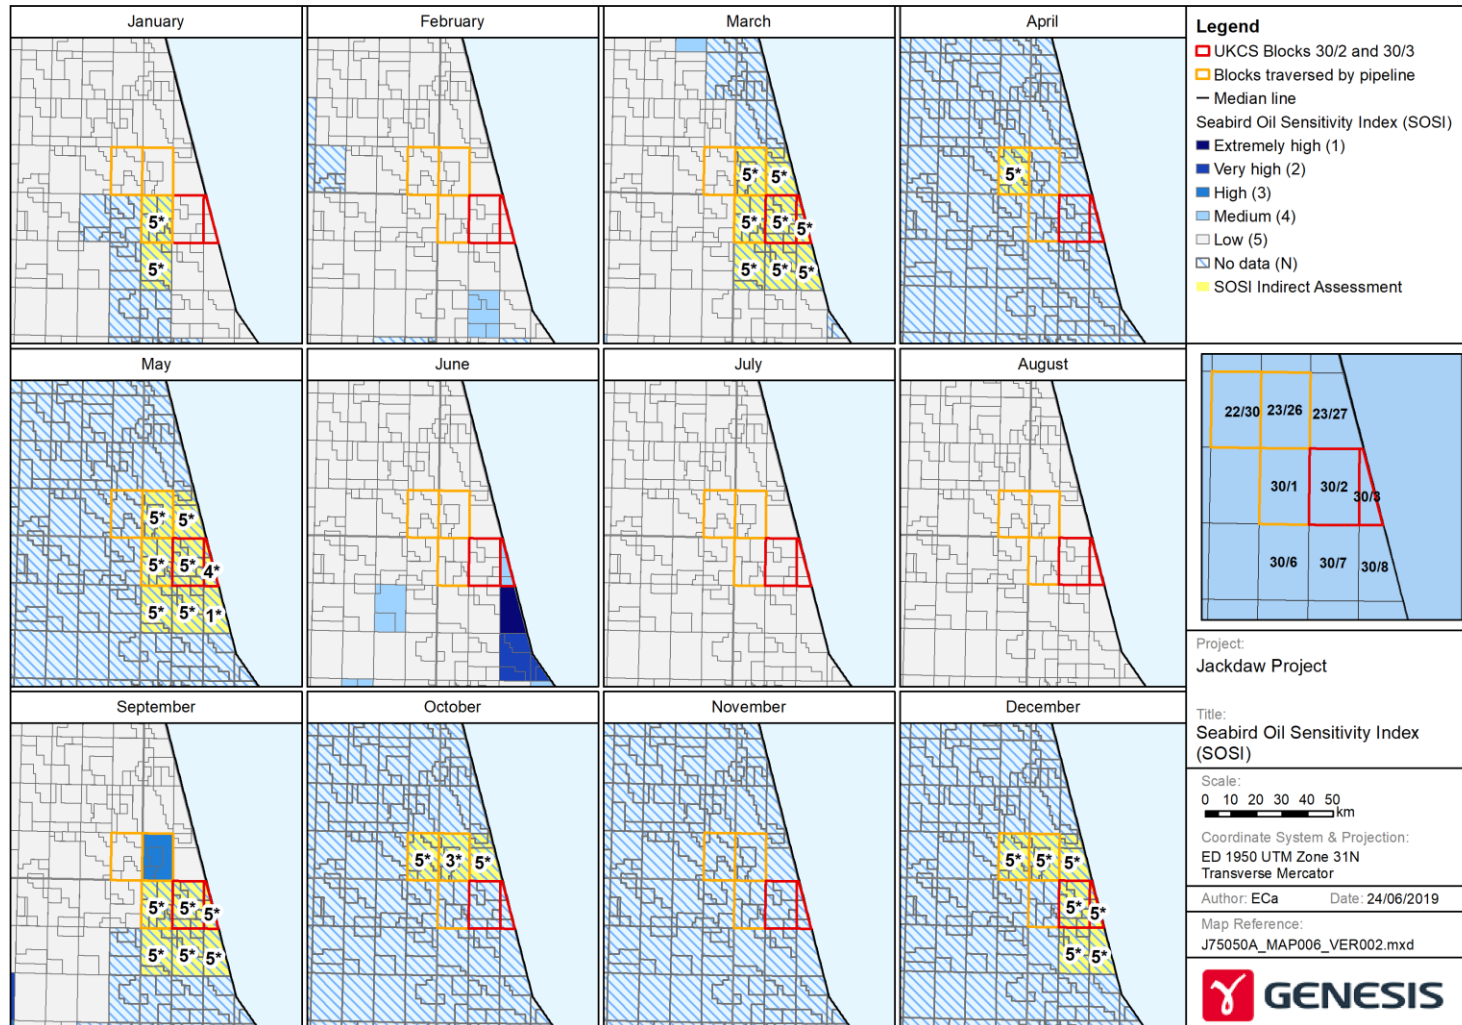 January
February
March
April
5*
5*
5*
5*
5*
5*
5*
5*
5*
5*
5*
Legend
UKCS Blocks 30/2 and 30/3
Blocks traversed by pipeline
Median line
Seabird Oil Sensitivity Index (SOSI)
Extremely high (1)
Very high (2)
High (3)
Medium (4)
Low (5)
No data (N)
SOSI Indirect Assessment
May
June
July
August
5* 5*
5* 5* 4*
5* 5* 1*
22/30 23/26 23/27
30/1 30/2 30/3
30/6 30/7 30/8
September
October
November
December
5* 5* 5*
5* 5* 5*
5* 3* 5*
5* 5* 5*
5* 5*
5* 5*
Project:
Jackdaw Project
Title:
Seabird Oil Sensitivity Index
(SOSI)
Scale:
0 10 20 30 40 50
km
Coordinate System & Projection:
ED 1950 UTM Zone 31N
Transverse Mercator
Author: ECa Date: 24/06/2019
Map Reference:
J75050A_MAP006_VER002.mxd
GENESIS